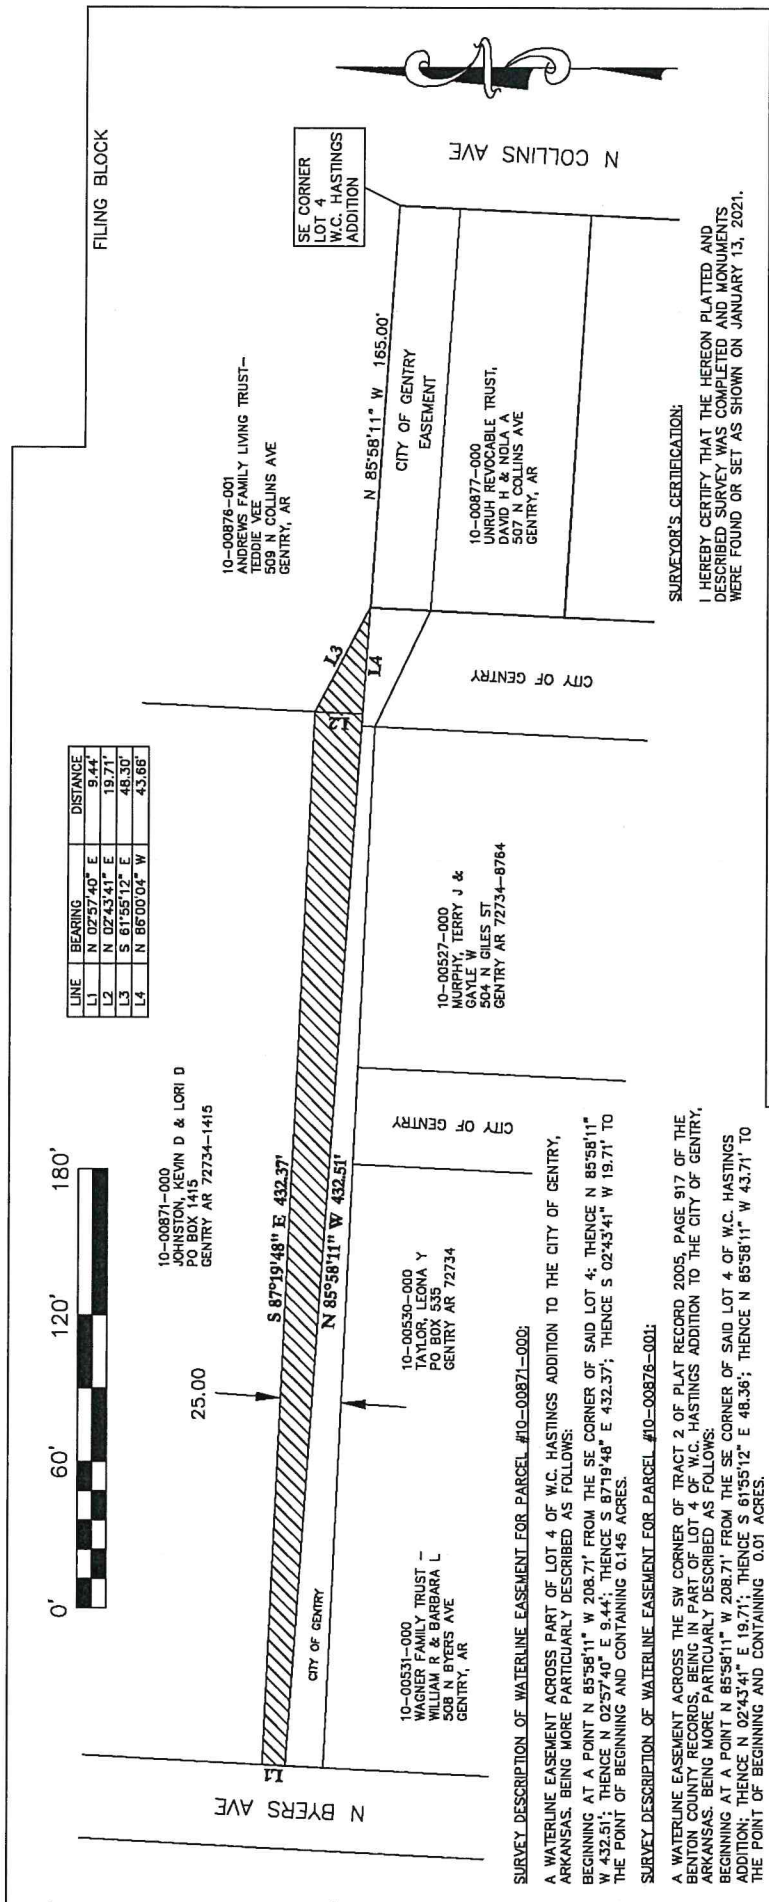 FILING BLOCK
0'
60'
120'
180'
LINE BEARING DISTANCE
L1 N 02°57'40" E 9.44'
L2 N 02°43'41" E 19.71'
L3 S 61°55'12" E 48.30'
L4 N 86°00'04" W 43.66'
10-00871-000
JOHNSTON, KEVIN D & LORI D
PO BOX 1415
GENTRY AR 72734-1415
10-00876-001
ANDREWS FAMILY LIVING TRUST-
TEDDIE VEE
509 N COLLINS AVE
GENTRY, AR
SE CORNER
LOT 4
W.C. HASTINGS
ADDITION
N
25.00
S 87°19'48" E 432.37'
N 85°58'11" W 432.51'
L1
L2
L3
L4
N 85°58'11" W 165.00'
CITY OF GENTRY
EASEMENT
N BYERS AVE
N COLLINS AVE
CITY OF GENTRY
10-00531-000
WAGNER FAMILY TRUST -
WILLIAM R & BARBARA L
508 N BYERS AVE
GENTRY, AR
10-00530-000
TAYLOR, LEONA Y
PO BOX 535
GENTRY AR 72734
CITY OF GENTRY
10-00527-000
MURPHY, TERRY J &
GAYLE W
504 N GILES ST
GENTRY AR 72734-8764
CITY OF GENTRY
10-00877-000
UNRUH REVOCABLE TRUST,
DAVID H & NOLA A
507 N COLLINS AVE
GENTRY, AR
SURVEY DESCRIPTION OF WATERLINE EASEMENT FOR PARCEL #10-00871-000:
A WATERLINE EASEMENT ACROSS PART OF LOT 4 OF W.C. HASTINGS ADDITION TO THE CITY OF GENTRY,
ARKANSAS. BEING MORE PARTICULARLY DESCRIBED AS FOLLOWS:
BEGINNING AT A POINT N 85°58'11" W 208.71' FROM THE SE CORNER OF SAID LOT 4; THENCE N 85°58'11"
W 432.51'; THENCE N 02°57'40" E 9.44'; THENCE S 87°19'48" E 432.37'; THENCE S 02°43'41" W 19.71' TO
THE POINT OF BEGINNING AND CONTAINING 0.145 ACRES.
SURVEY DESCRIPTION OF WATERLINE EASEMENT FOR PARCEL #10-00876-001:
A WATERLINE EASEMENT ACROSS THE SW CORNER OF TRACT 2 OF PLAT RECORD 2005, PAGE 917 OF THE
BENTON COUNTY RECORDS, BEING IN PART OF LOT 4 OF W.C. HASTINGS ADDITION TO THE CITY OF GENTRY,
ARKANSAS. BEING MORE PARTICULARLY DESCRIBED AS FOLLOWS:
BEGINNING AT A POINT N 85°58'11" W 208.71' FROM THE SE CORNER OF SAID LOT 4 OF W.C. HASTINGS
ADDITION; THENCE N 02°43'41" E 19.71'; THENCE S 61°55'12" E 48.36'; THENCE N 85°58'11" W 43.71' TO
THE POINT OF BEGINNING AND CONTAINING 0.01 ACRES.
SURVEYOR'S CERTIFICATION:
I HEREBY CERTIFY THAT THE HEREON PLATTED AND
DESCRIBED SURVEY WAS COMPLETED AND MONUMENTS
WERE FOUND OR SET AS SHOWN ON JANUARY 13, 2021.